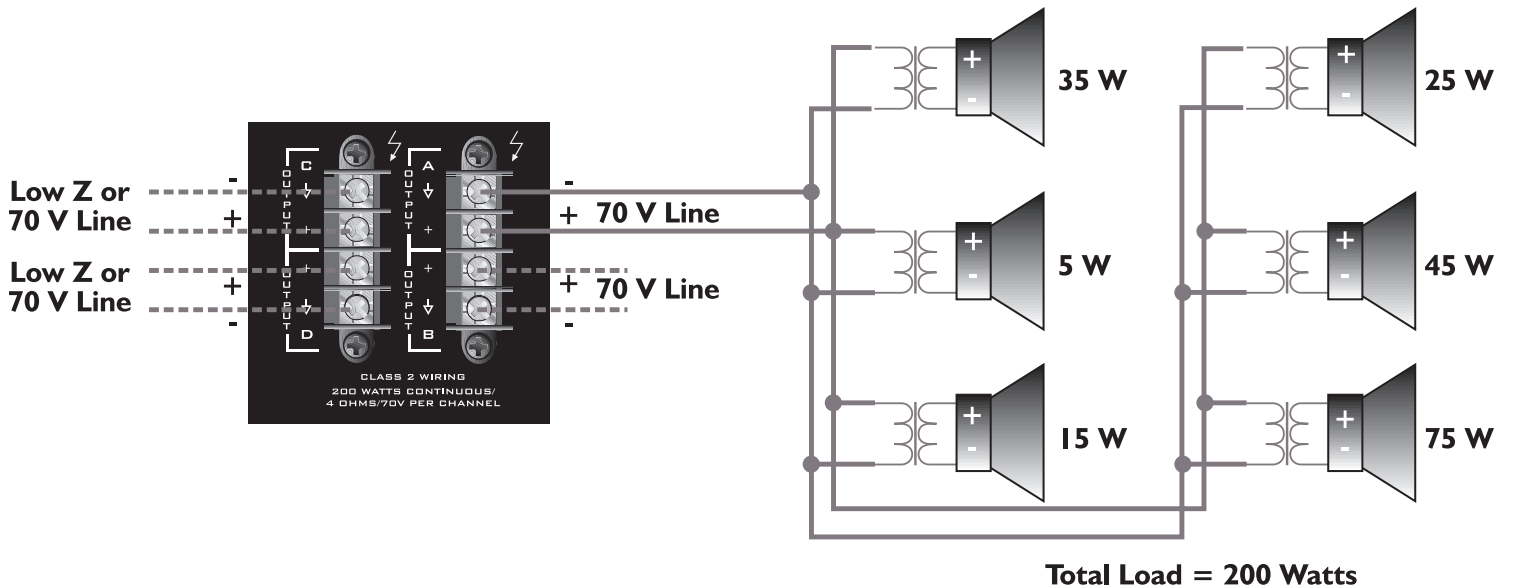 Low Z or
70 V Line
-
+
Low Z or
70 V Line
+
-
C
OUTPUT
+
+
OUTPUT
D
A
OUTPUT
+
+
OUTPUT
B
CLASS 2 WIRING
200 WATTS CONTINUOUS/
4 OHMS/70V PER CHANNEL
-
+ 70 V Line
+ 70 V Line
-
+
-
35 W
+
-
25 W
+
-
5 W
+
-
45 W
+
-
15 W
+
-
75 W
Total Load = 200 Watts